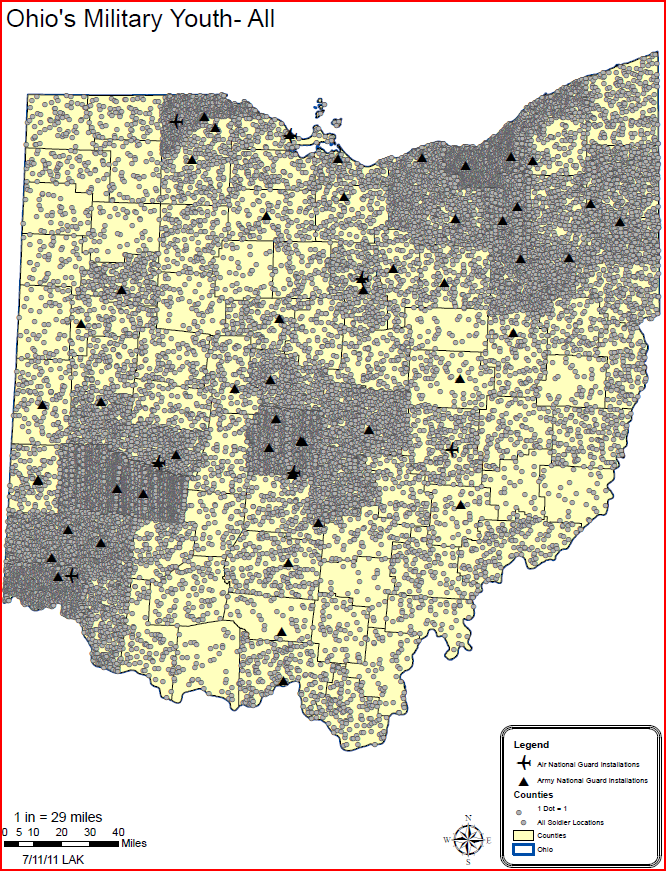 Ohio's Military Youth- All
Legend
Air National Guard Installations
Army National Guard Installations
Counties
1 Dot = 1
All Soldier Locations
Counties
Ohio
1 in = 29 miles
0 5 10 20 30 40
Miles
7/11/11 LAK
N
W E
S